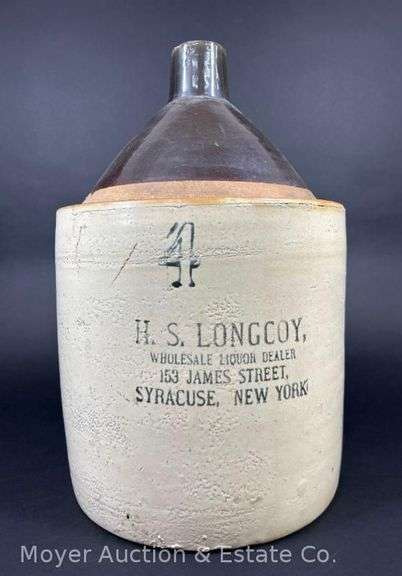 4
H. S. LONGCOY,
WHOLESALE LIQUOR DEALER
153 JAMES STREET,
SYRACUSE, NEW YORK
Moyer Auction & Estate Co.